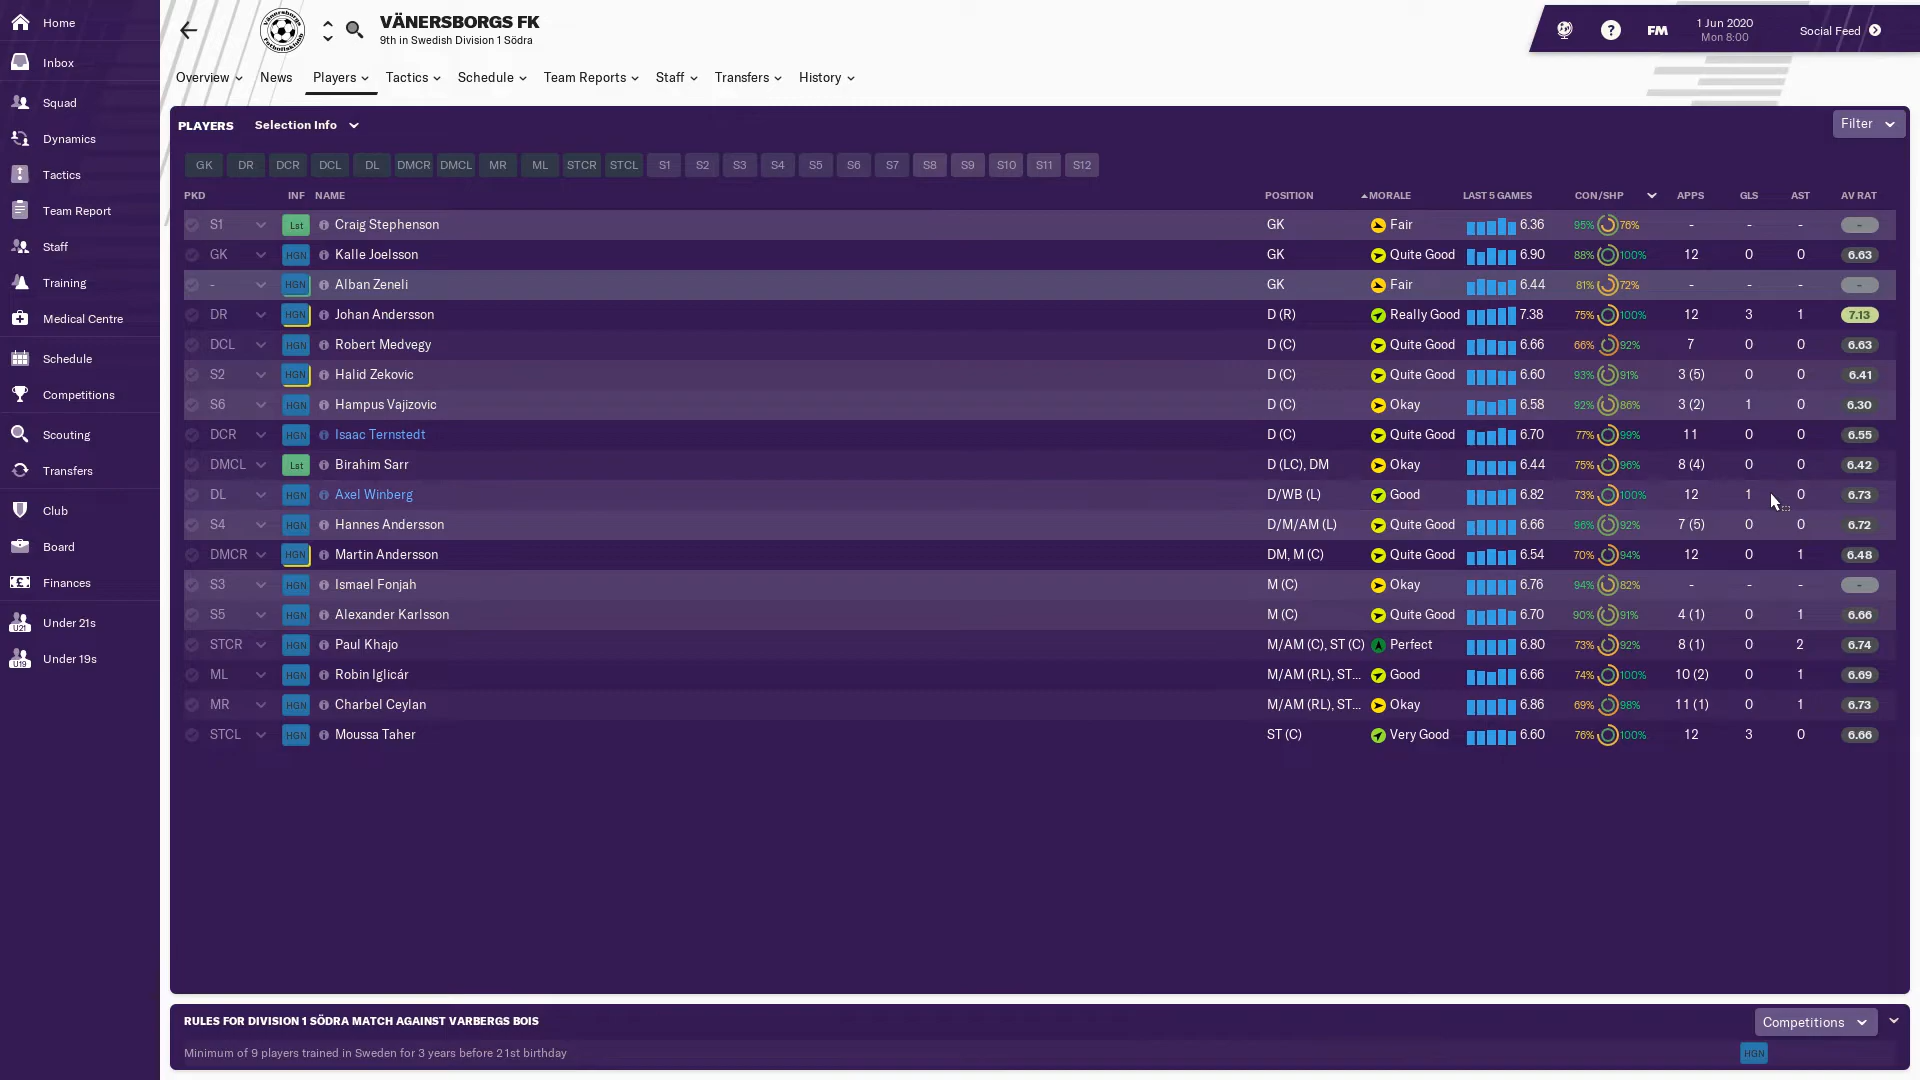 Home
Inbox
Squad
Dynamics
Tactics
Team Report
Staff
Training
Medical Centre
Schedule
Competitions
Scouting
Transfers
Club
Board
Finances
U21 Under 21s
U19 Under 19s
VÄNERSBORGS FK
9th in Swedish Division 1 Södra
? FM 1 Jun 2020 Social Feed
Mon 8:00
Overview News Players Tactics Schedule Team Reports Staff Transfers History
PLAYERS Selection Info Filter
GK DR DCR DCL DL DMCR DMCL MR ML STCR STCL S1 S2 S3 S4 S5 S6 S7 S8 S9 S10 S11 S12
PKD INF NAME POSITION MORALE LAST 5 GAMES CON/SHP APPS GLS AST AV RAT
S1 Lst Craig Stephenson GK Fair 6.36 95% 76% - - - -
GK HGN Kalle Joelsson GK Quite Good 6.90 88% 100% 12 0 0 6.63
- HGN Alban Zeneli GK Fair 6.44 81% 72% - - - -
DR HGN Johan Andersson D (R) Really Good 7.38 75% 100% 12 3 1 7.13
DCL HGN Robert Medvegy D (C) Quite Good 6.66 66% 92% 7 0 0 6.63
S2 HGN Halid Zekovic D (C) Quite Good 6.60 93% 91% 3 (5) 0 0 6.41
S6 HGN Hampus Vajizovic D (C) Okay 6.58 92% 86% 3 (2) 1 0 6.30
DCR HGN Isaac Ternstedt D (C) Quite Good 6.70 77% 99% 11 0 0 6.55
DMCL Lst Birahim Sarr D (LC), DM Okay 6.44 75% 96% 8 (4) 0 0 6.42
DL HGN Axel Winberg D/WB (L) Good 6.82 73% 100% 12 1 0 6.73
S4 HGN Hannes Andersson D/M/AM (L) Quite Good 6.66 96% 92% 7 (5) 0 0 6.72
DMCR HGN Martin Andersson DM, M (C) Quite Good 6.54 70% 94% 12 0 1 6.48
S3 HGN Ismael Fonjah M (C) Okay 6.76 94% 82% - - - -
S5 HGN Alexander Karlsson M (C) Quite Good 6.70 90% 91% 4 (1) 0 1 6.66
STCR HGN Paul Khajo M/AM (C), ST (C) Perfect 6.80 73% 92% 8 (1) 0 2 6.74
ML HGN Robin Iglicár M/AM (RL), ST... Good 6.66 74% 100% 10 (2) 0 1 6.69
MR HGN Charbel Ceylan M/AM (RL), ST... Okay 6.86 69% 98% 11 (1) 0 1 6.73
STCL HGN Moussa Taher ST (C) Very Good 6.60 76% 100% 12 3 0 6.66
RULES FOR DIVISION 1 SÖDRA MATCH AGAINST VARBERGS BOIS Competitions
Minimum of 9 players trained in Sweden for 3 years before 21st birthday HGN